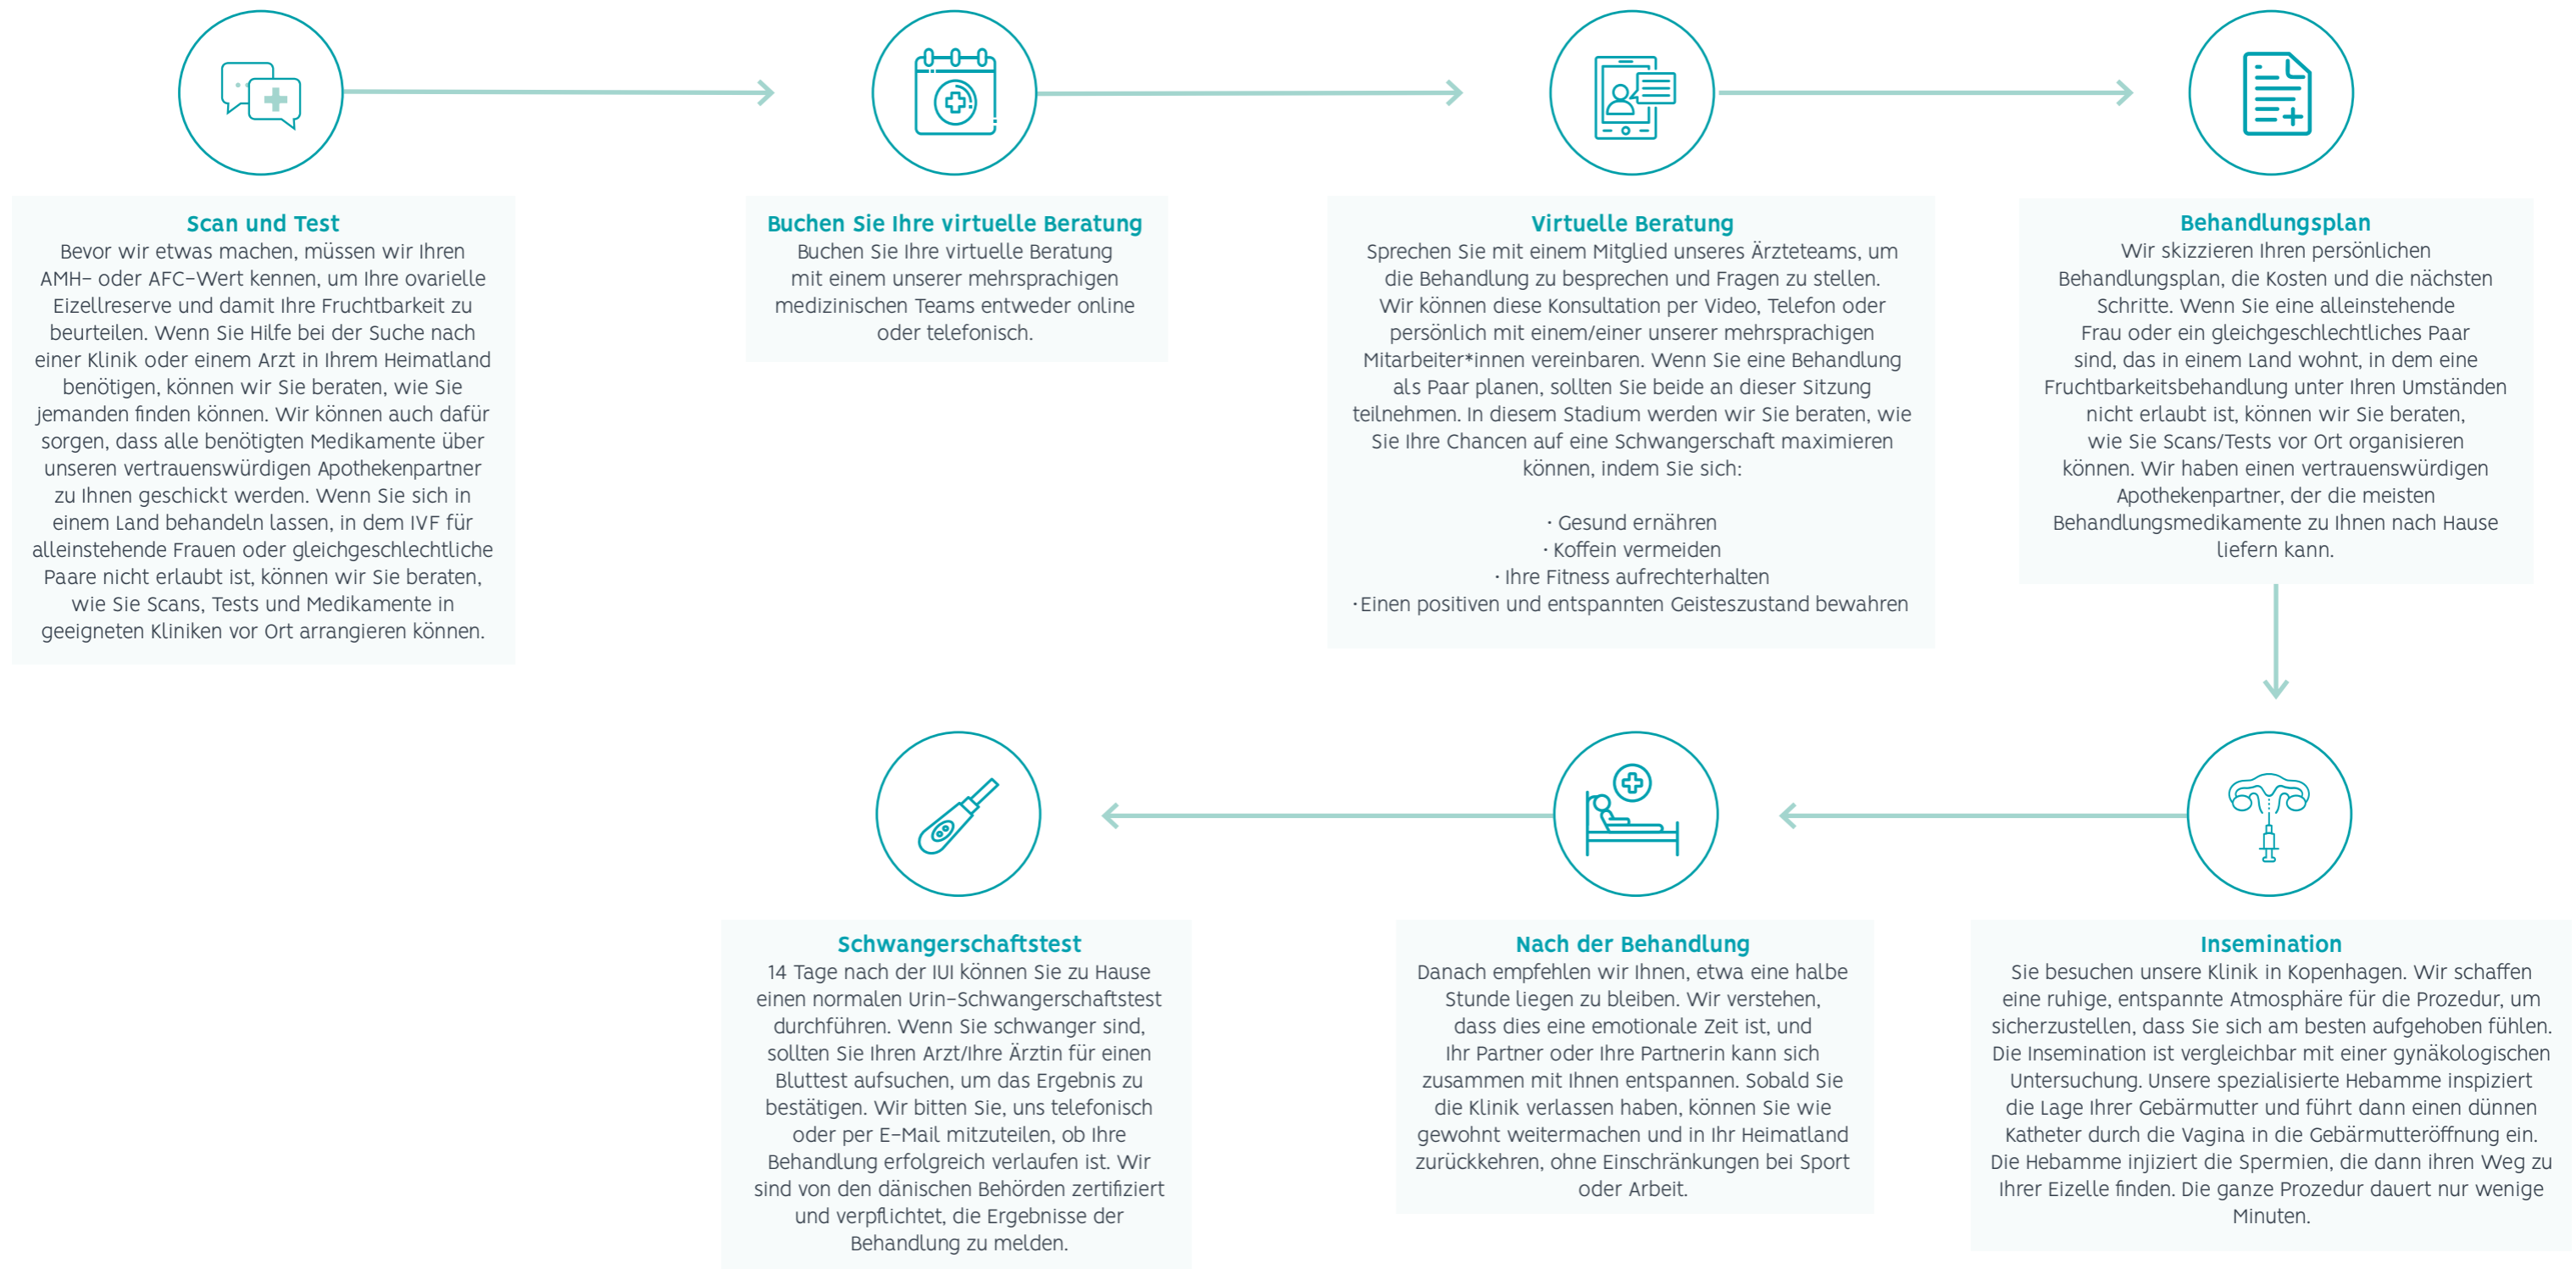 Scan und Test
Bevor wir etwas machen, müssen wir Ihren
AMH- oder AFC-Wert kennen, um Ihre ovarielle
Eizellreserve und damit Ihre Fruchtbarkeit zu
beurteilen. Wenn Sie Hilfe bei der Suche nach
einer Klinik oder einem Arzt in Ihrem Heimatland
benötigen, können wir Sie beraten, wie Sie
jemanden finden können. Wir können auch dafür
sorgen, dass alle benötigten Medikamente über
unseren vertrauenswürdigen Apothekenpartner
zu Ihnen geschickt werden. Wenn Sie sich in
einem Land behandeln lassen, in dem IVF für
alleinstehende Frauen oder gleichgeschlechtliche
Paare nicht erlaubt ist, können wir Sie beraten,
wie Sie Scans, Tests und Medikamente in
geeigneten Kliniken vor Ort arrangieren können.
Buchen Sie Ihre virtuelle Beratung
Buchen Sie Ihre virtuelle Beratung
mit einem unserer mehrsprachigen
medizinischen Teams entweder online
oder telefonisch.
Virtuelle Beratung
Sprechen Sie mit einem Mitglied unseres Ärzteteams, um
die Behandlung zu besprechen und Fragen zu stellen.
Wir können diese Konsultation per Video, Telefon oder
persönlich mit einem/einer unserer mehrsprachigen
Mitarbeiter*innen vereinbaren. Wenn Sie eine Behandlung
als Paar planen, sollten Sie beide an dieser Sitzung
teilnehmen. In diesem Stadium werden wir Sie beraten, wie
Sie Ihre Chancen auf eine Schwangerschaft maximieren
können, indem Sie sich:
· Gesund ernähren
· Koffein vermeiden
· Ihre Fitness aufrechterhalten
· Einen positiven und entspannten Geisteszustand bewahren
Behandlungsplan
Wir skizzieren Ihren persönlichen
Behandlungsplan, die Kosten und die nächsten
Schritte. Wenn Sie eine alleinstehende
Frau oder ein gleichgeschlechtliches Paar
sind, das in einem Land wohnt, in dem eine
Fruchtbarkeitsbehandlung unter Ihren Umständen
nicht erlaubt ist, können wir Sie beraten,
wie Sie Scans/Tests vor Ort organisieren
können. Wir haben einen vertrauenswürdigen
Apothekenpartner, der die meisten
Behandlungsmedikamente zu Ihnen nach Hause
liefern kann.
Insemination
Sie besuchen unsere Klinik in Kopenhagen. Wir schaffen
eine ruhige, entspannte Atmosphäre für die Prozedur, um
sicherzustellen, dass Sie sich am besten aufgehoben fühlen.
Die Insemination ist vergleichbar mit einer gynäkologischen
Untersuchung. Unsere spezialisierte Hebamme inspiziert
die Lage Ihrer Gebärmutter und führt dann einen dünnen
Katheter durch die Vagina in die Gebärmutteröffnung ein.
Die Hebamme injiziert die Spermien, die dann ihren Weg zu
Ihrer Eizelle finden. Die ganze Prozedur dauert nur wenige
Minuten.
Nach der Behandlung
Danach empfehlen wir Ihnen, etwa eine halbe
Stunde liegen zu bleiben. Wir verstehen,
dass dies eine emotionale Zeit ist, und
Ihr Partner oder Ihre Partnerin kann sich
zusammen mit Ihnen entspannen. Sobald Sie
die Klinik verlassen haben, können Sie wie
gewohnt weitermachen und in Ihr Heimatland
zurückkehren, ohne Einschränkungen bei Sport
oder Arbeit.
Schwangerschaftstest
14 Tage nach der IUI können Sie zu Hause
einen normalen Urin-Schwangerschaftstest
durchführen. Wenn Sie schwanger sind,
sollten Sie Ihren Arzt/Ihre Ärztin für einen
Bluttest aufsuchen, um das Ergebnis zu
bestätigen. Wir bitten Sie, uns telefonisch
oder per E-Mail mitzuteilen, ob Ihre
Behandlung erfolgreich verlaufen ist. Wir
sind von den dänischen Behörden zertifiziert
und verpflichtet, die Ergebnisse der
Behandlung zu melden.